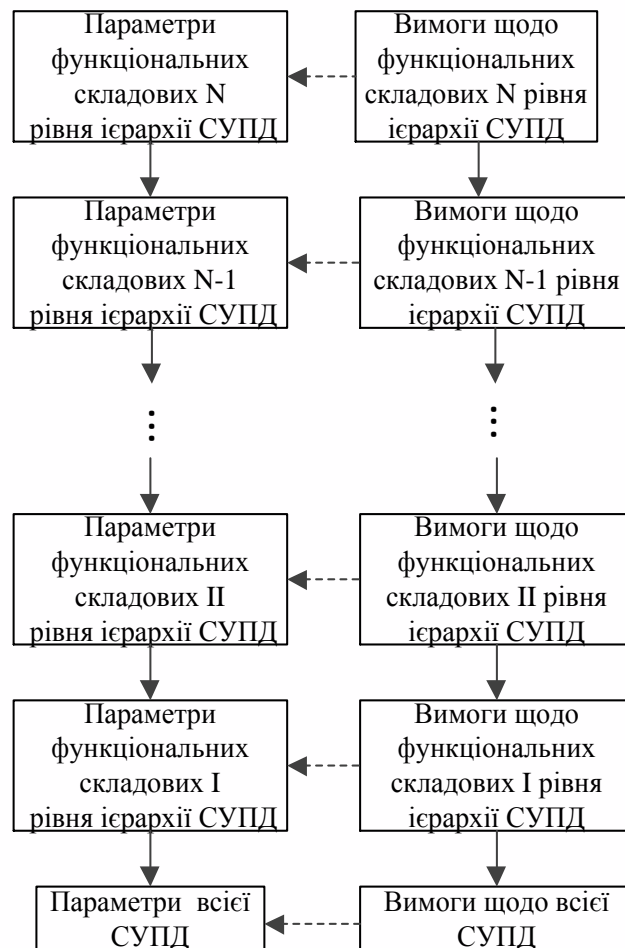 Параметри
функціональних
складових N
рівня ієрархії СУПД
Вимоги щодо
функціональних
складових N рівня
ієрархії СУПД
Параметри
функціональних
складових N-1
рівня ієрархії СУПД
Вимоги щодо
функціональних
складових N-1 рівня
ієрархії СУПД
...
...
Параметри
функціональних
складових II
рівня ієрархії СУПД
Вимоги щодо
функціональних
складових II рівня
ієрархії СУПД
Параметри
функціональних
складових I
рівня ієрархії СУПД
Вимоги щодо
функціональних
складових I рівня
ієрархії СУПД
Параметри всієї
СУПД
Вимоги щодо всієї
СУПД